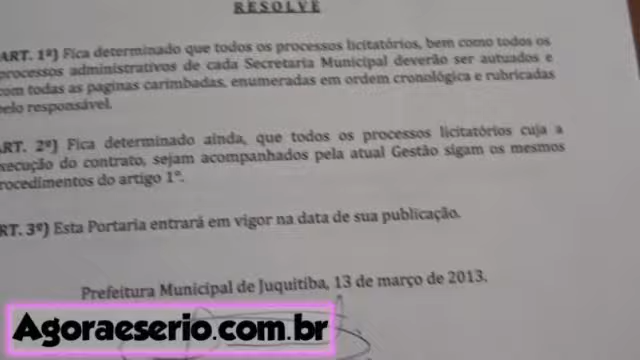 RESOLVE
ART. 1º) Fica determinado que todos os processos licitatórios, bem como todos os
processos administrativos de cada Secretaria Municipal deverão ser autuados e
com todas as paginas carimbadas, enumeradas em ordem cronológica e rubricadas
pelo responsável.
ART. 2º) Fica determinado ainda, que todos os processos licitatórios cuja a
execução do contrato, sejam acompanhados pela atual Gestão sigam os mesmos
procedimentos do artigo 1º.
ART. 3º) Esta Portaria entrará em vigor na data de sua publicação.
Prefeitura Municipal de Juquitiba, 13 de março de 2013.
Agoraeserio.com.br